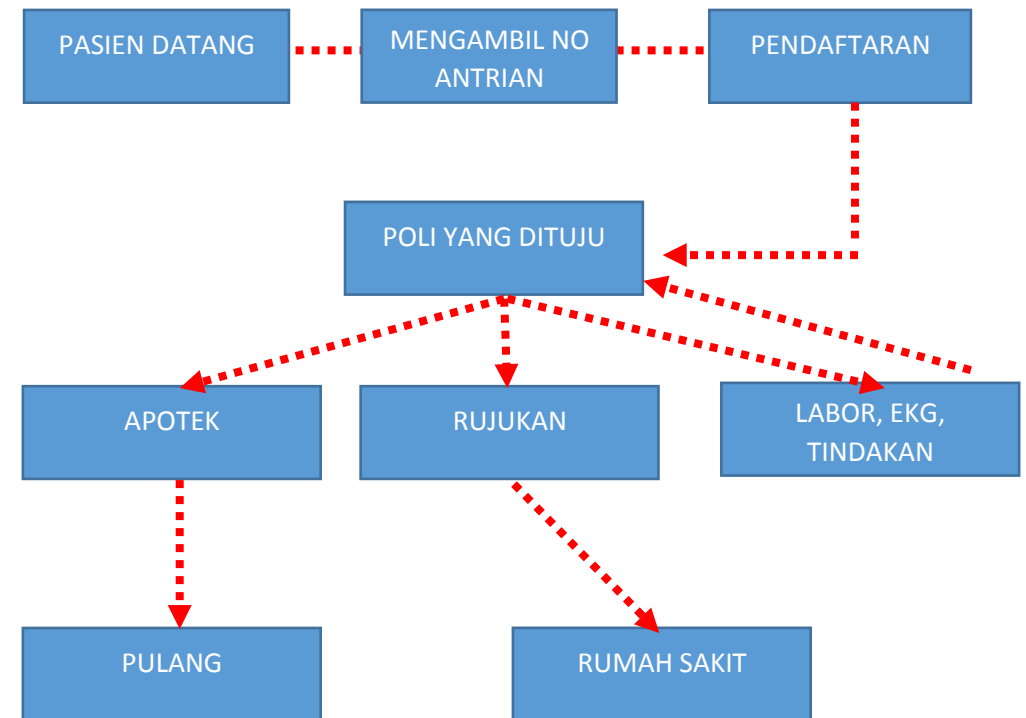 PASIEN DATANG
MENGAMBIL NO
ANTRIAN
PENDAFTARAN
POLI YANG DITUJU
APOTEK
RUJUKAN
LABOR, EKG,
TINDAKAN
PULANG
RUMAH SAKIT